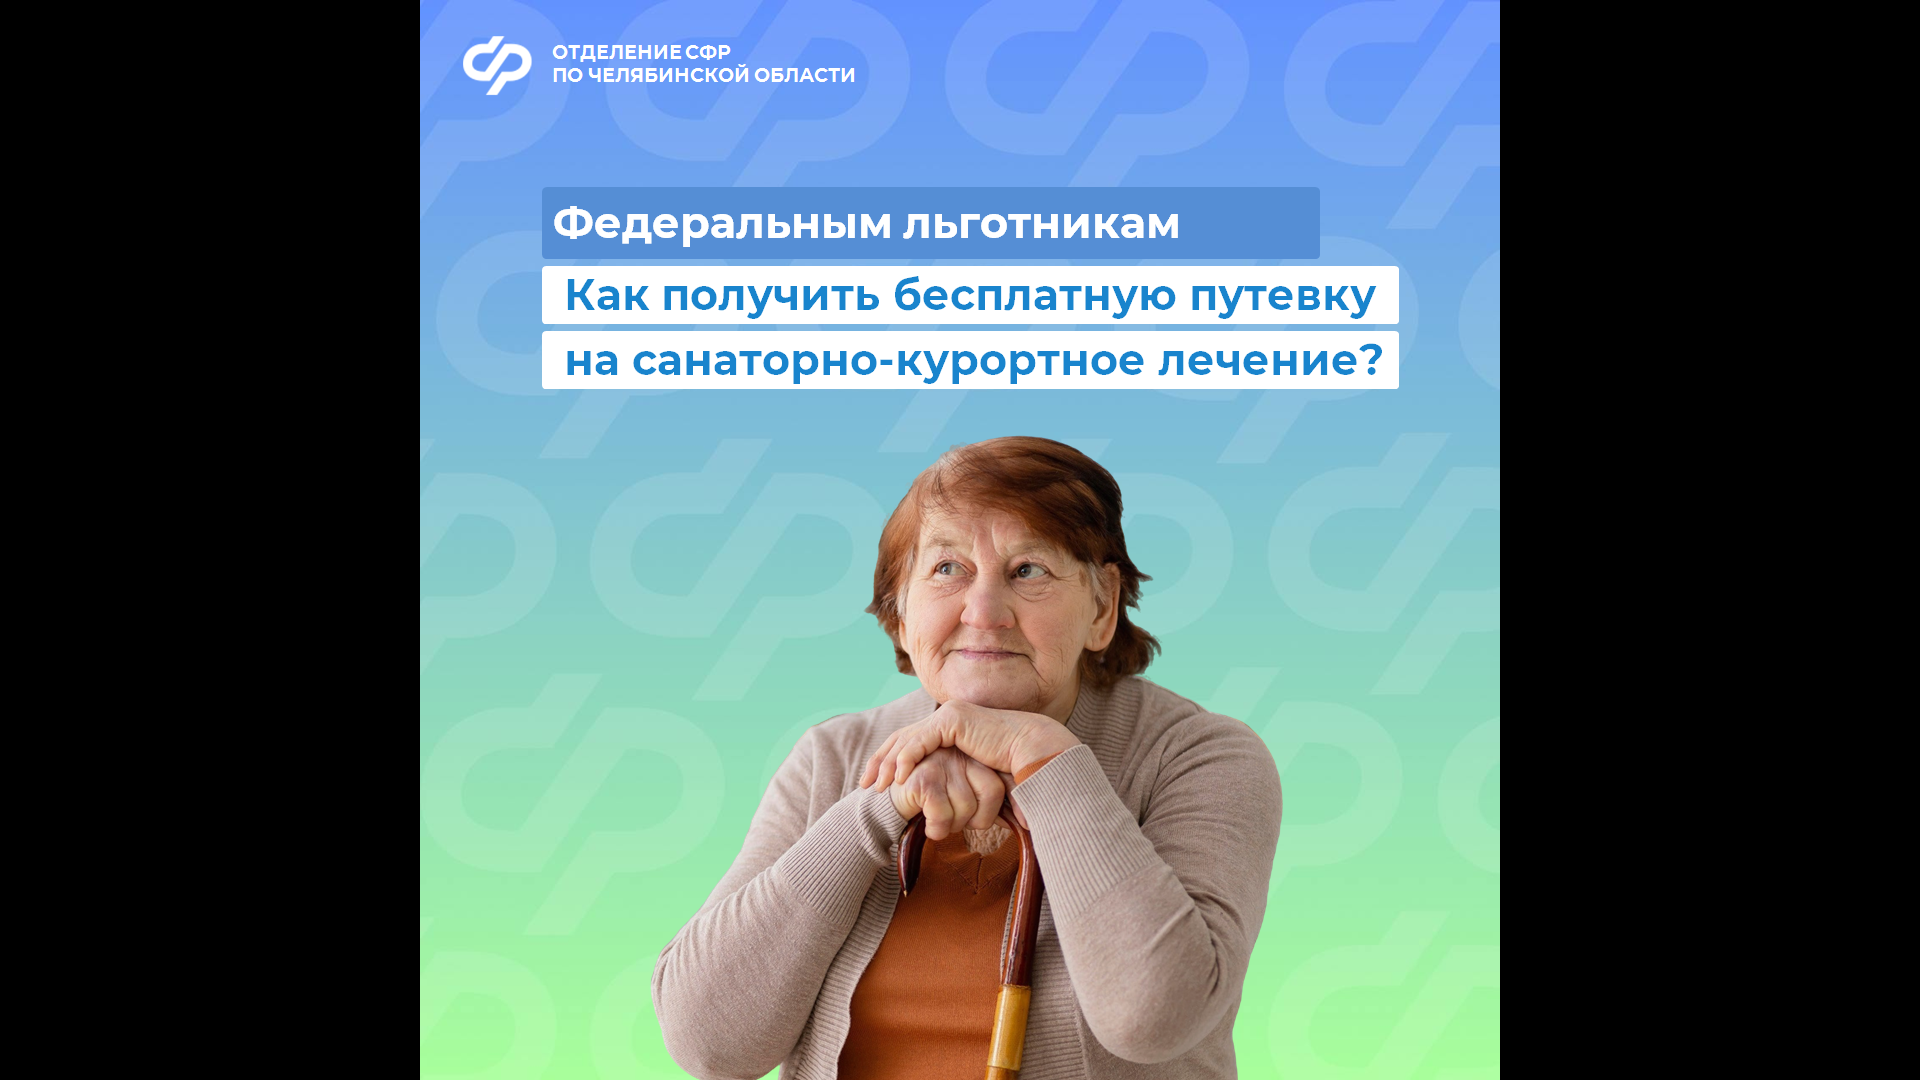 ОТДЕЛЕНИЕ СФР
ПО ЧЕЛЯБИНСКОЙ ОБЛАСТИ
Федеральным льготникам
Как получить бесплатную путевку
на санаторно-курортное лечение?